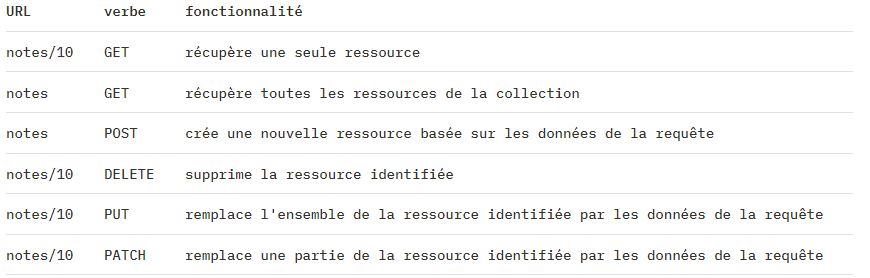 URL verbe fonctionnalité
notes/10 GET récupère une seule ressource
notes GET récupère toutes les ressources de la collection
notes POST crée une nouvelle ressource basée sur les données de la requête
notes/10 DELETE supprime la ressource identifiée
notes/10 PUT remplace l'ensemble de la ressource identifiée par les données de la requête
notes/10 PATCH remplace une partie de la ressource identifiée par les données de la requête